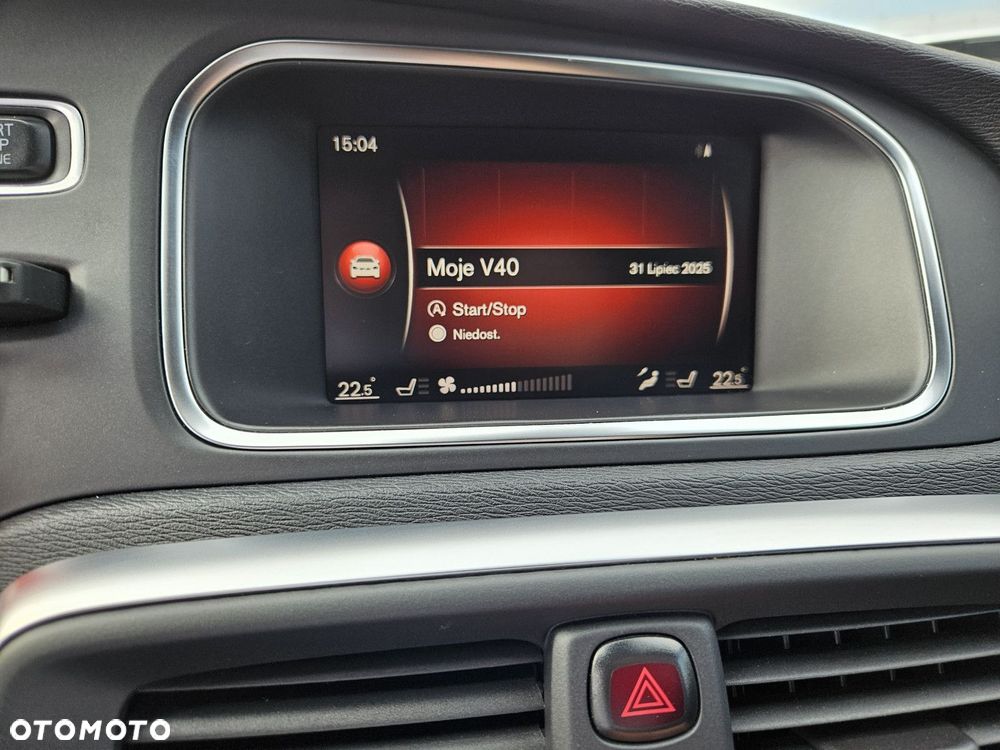 15:04
Moje V40
31 Lipiec 2025
Start/Stop
Niedost.
22.5°
22.5°
OTOMOTO